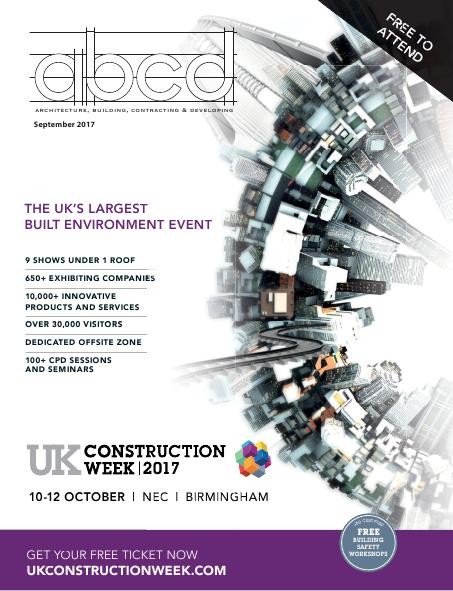 FREE TO
ATTEND
abcd
ARCHITECTURE, BUILDING, CONTRACTING & DEVELOPING
September 2017
THE UK'S LARGEST
BUILT ENVIRONMENT EVENT
9 SHOWS UNDER 1 ROOF
650+ EXHIBITING COMPANIES
10,000+ INNOVATIVE
PRODUCTS AND SERVICES
OVER 30,000 VISITORS
DEDICATED OFFSITE ZONE
100+ CPD SESSIONS
AND SEMINARS
UK CONSTRUCTION
WEEK | 2017
10-12 OCTOBER | NEC | BIRMINGHAM
FREE
BUILDING
SAFETY
WORKSHOPS
GET YOUR FREE TICKET NOW
UKCONSTRUCTIONWEEK.COM